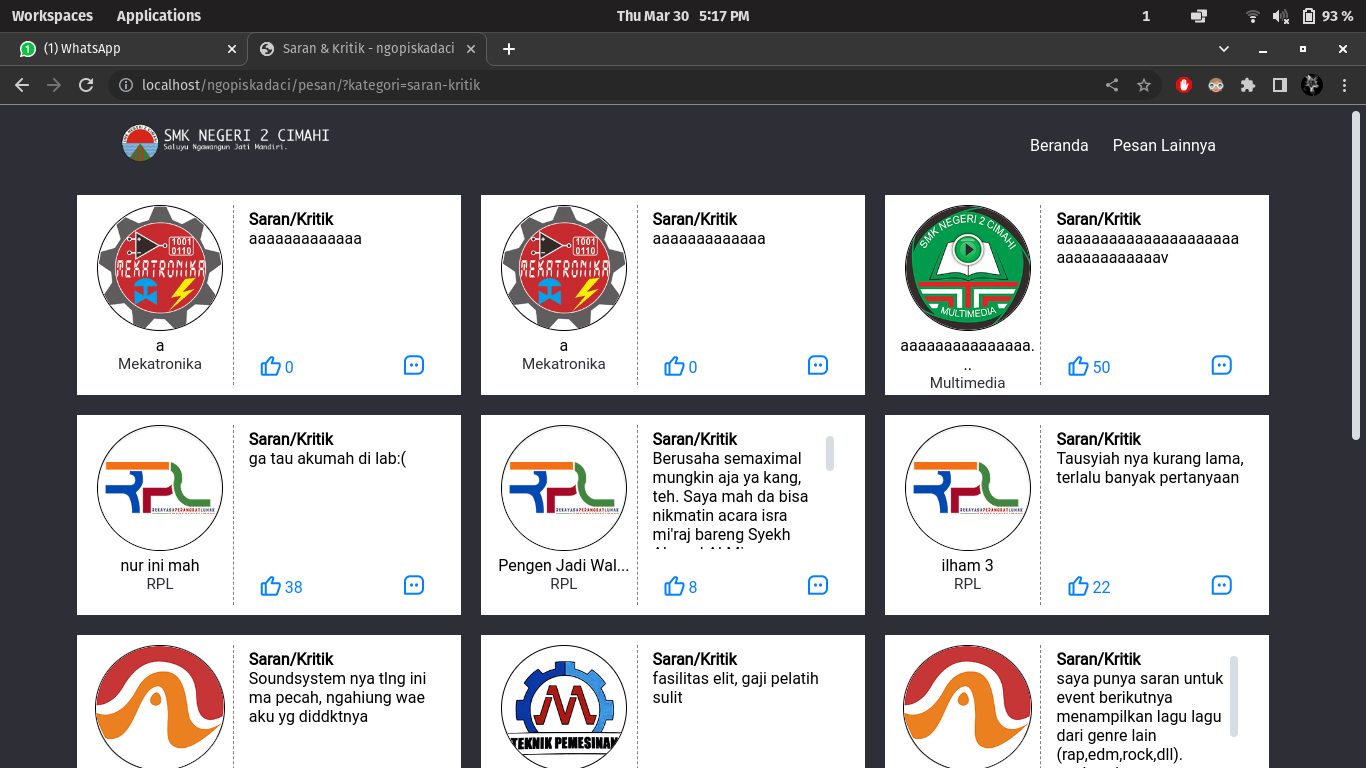 Workspaces Applications Thu Mar 30 5:17 PM 1 93 %
(1) WhatsApp Saran & Kritik - ngopiskadaci
localhost/ngopiskadaci/pesan/?kategori=saran-kritik
SMK NEGERI 2 CIMAHI
Saluyu Ngawangun Jati Mandiri.
Beranda Pesan Lainnya
1001
0110
MEKATRONIKA
a
Mekatronika
Saran/Kritik
aaaaaaaaaaaaa
0
1001
0110
MEKATRONIKA
a
Mekatronika
Saran/Kritik
aaaaaaaaaaaaa
0
SMK NEGERI 2 CIMAHI
MULTIMEDIA
aaaaaaaaaaaaaaa.
..
Multimedia
Saran/Kritik
aaaaaaaaaaaaaaaaaaaaa
aaaaaaaaaaaav
50
RPL
REKAYASA PERANGKAT LUNAK
nur ini mah
RPL
Saran/Kritik
ga tau akumah di lab:(
38
RPL
REKAYASA PERANGKAT LUNAK
Pengen Jadi Wal...
RPL
Saran/Kritik
Berusaha semaximal
mungkin aja ya kang,
teh. Saya mah da bisa
nikmatin acara isra
mi'raj bareng Syekh
8
RPL
REKAYASA PERANGKAT LUNAK
ilham 3
RPL
Saran/Kritik
Tausyiah nya kurang lama,
terlalu banyak pertanyaan
22
Saran/Kritik
Soundsystem nya tlng ini
ma pecah, ngahiung wae
aku yg diddktnya
TEKNIK PEMESINAN
Saran/Kritik
fasilitas elit, gaji pelatih
sulit
Saran/Kritik
saya punya saran untuk
event berikutnya
menampilkan lagu lagu
dari genre lain
(rap,edm,rock,dll).